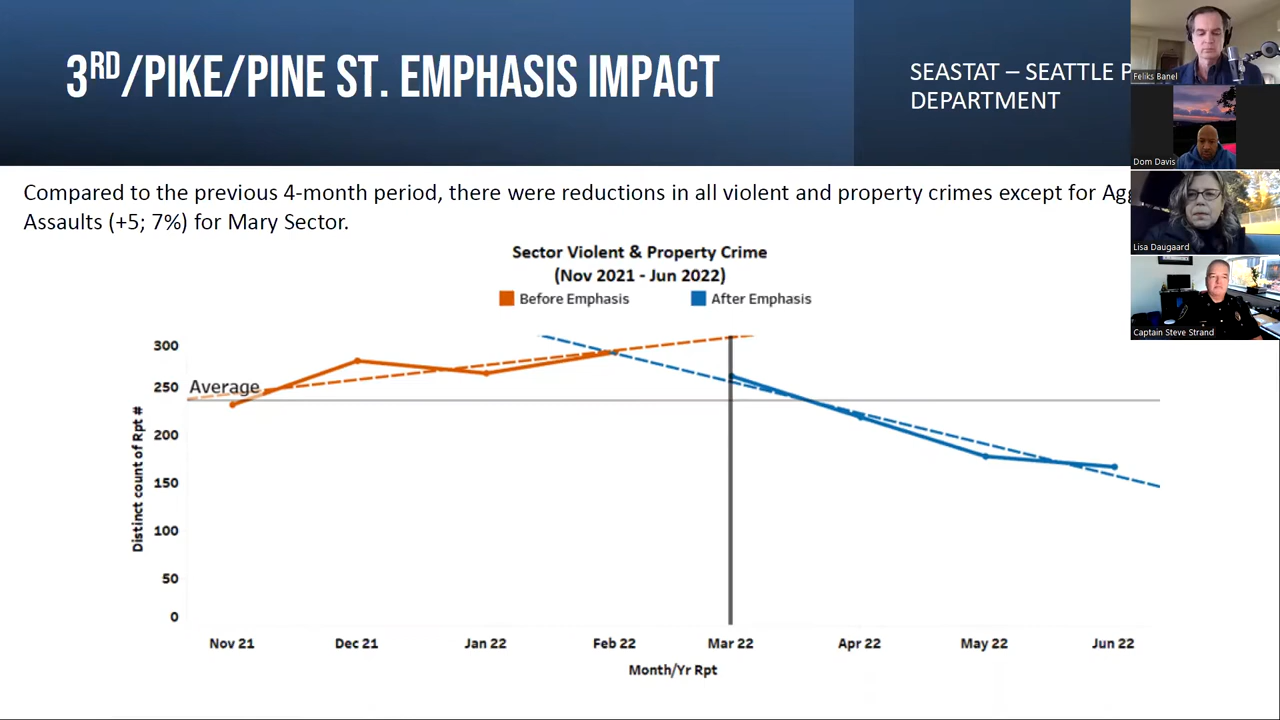 3RD/PIKE/PINE ST. EMPHASIS IMPACT
SEASTAT – SEATTLE P
DEPARTMENT
Feliks Banel
Dom Davis
Lisa Daugaard
Captain Steve Strand
Compared to the previous 4-month period, there were reductions in all violent and property crimes except for Agg
Assaults (+5; 7%) for Mary Sector.
Sector Violent & Property Crime
(Nov 2021 - Jun 2022)
Before Emphasis
After Emphasis
300
250
200
150
100
50
0
Average
Distinct count of Rpt #
Nov 21
Dec 21
Jan 22
Feb 22
Mar 22
Apr 22
May 22
Jun 22
Month/Yr Rpt